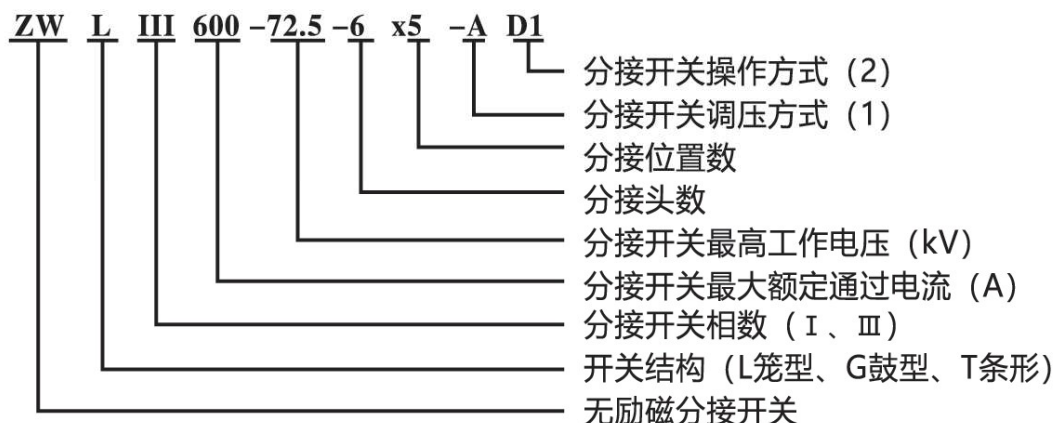 ZW L III 600 -72.5 -6 x5 -A D1
分接开关操作方式（2）
分接开关调压方式（1）
分接位置数
分接头数
分接开关最高工作电压（kV）
分接开关最大额定通过电流（A）
分接开关相数（Ⅰ、Ⅲ）
开关结构（L笼型、G鼓型、T条形）
无励磁分接开关